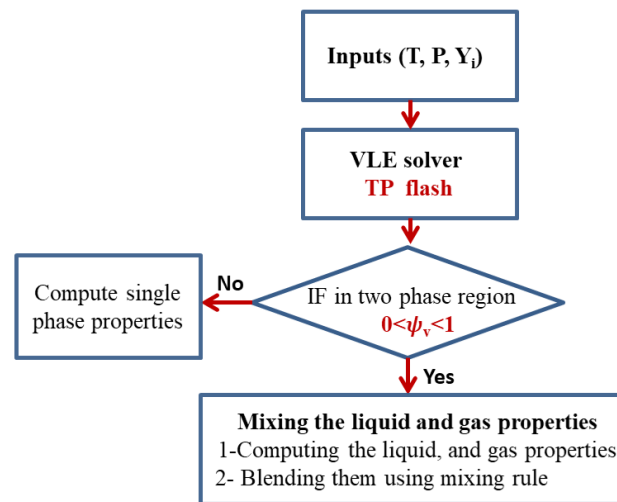 Inputs (T, P, Yᵢ)
VLE solver
TP flash
IF in two phase region
0<ψᵥ<1
No
Compute single
phase properties
Yes
Mixing the liquid and gas properties
1-Computing the liquid, and gas properties
2- Blending them using mixing rule